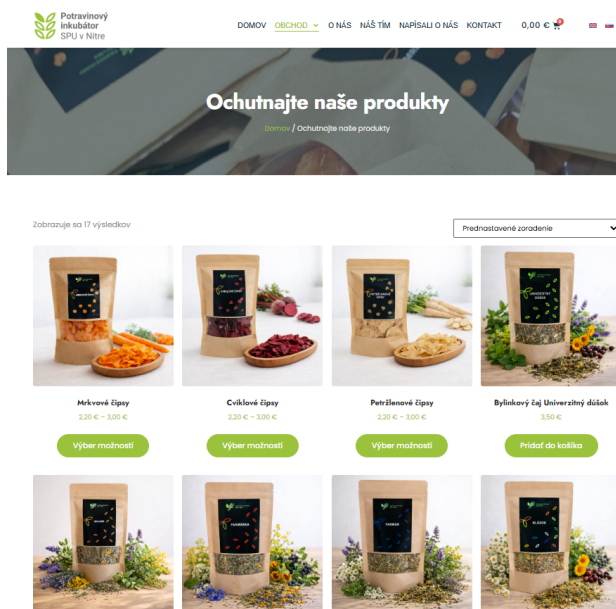 Potravinový
inkubátor
SPU v Nitre
DOMOV OBCHOD O NÁS NÁŠ TÍM NAPÍSALI O NÁS KONTAKT 0,00 € 0
Ochutnajte naše produkty
Domov / Ochutnajte naše produkty
Zobrazuje sa 17 výsledkov
Prednastavené zoradenie
Mrkvové čipsy
Cviklové čipsy
Petržlenové čipsy
Bylinkový čaj Univerzitný dúšok
2,20 € – 3,00 €
2,20 € – 3,00 €
2,20 € – 3,00 €
3,50 €
Výber možností
Výber možností
Výber možností
Pridať do košíka
FARMÁRKA
FARMÁR